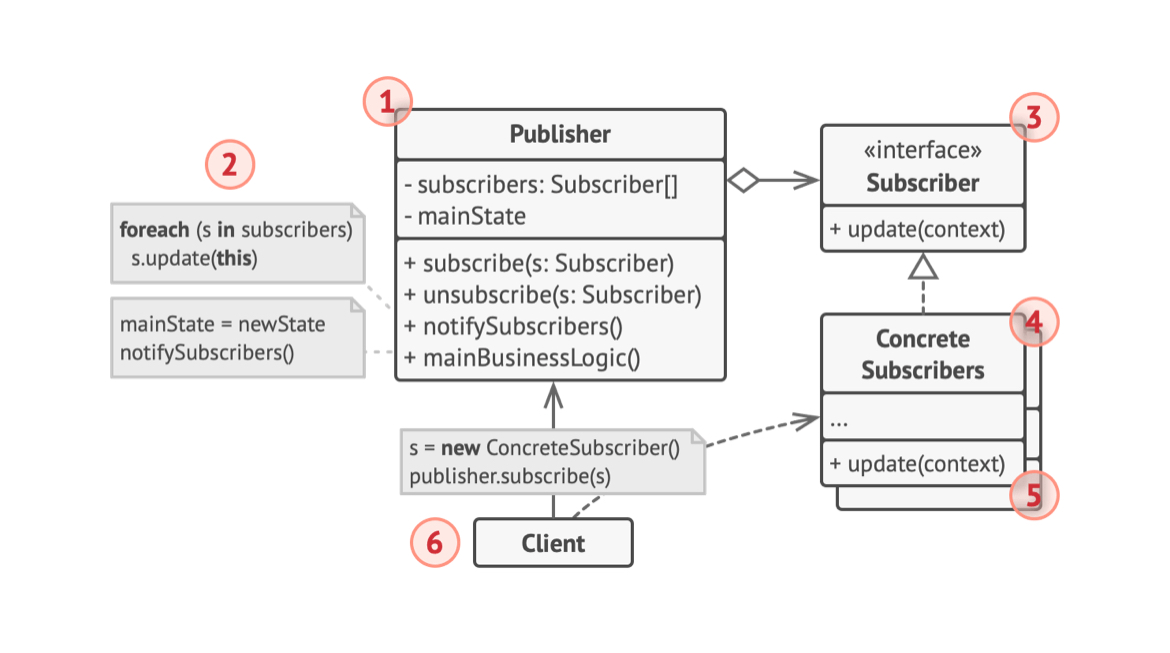 1
Publisher
- subscribers: Subscriber[]
- mainState
+ subscribe(s: Subscriber)
+ unsubscribe(s: Subscriber)
+ notifySubscribers()
+ mainBusinessLogic()
2
foreach (s in subscribers)
s.update(this)
mainState = newState
notifySubscribers()
3
«interface»
Subscriber
+ update(context)
4
Concrete
Subscribers
...
+ update(context)
5
s = new ConcreteSubscriber()
publisher.subscribe(s)
6
Client